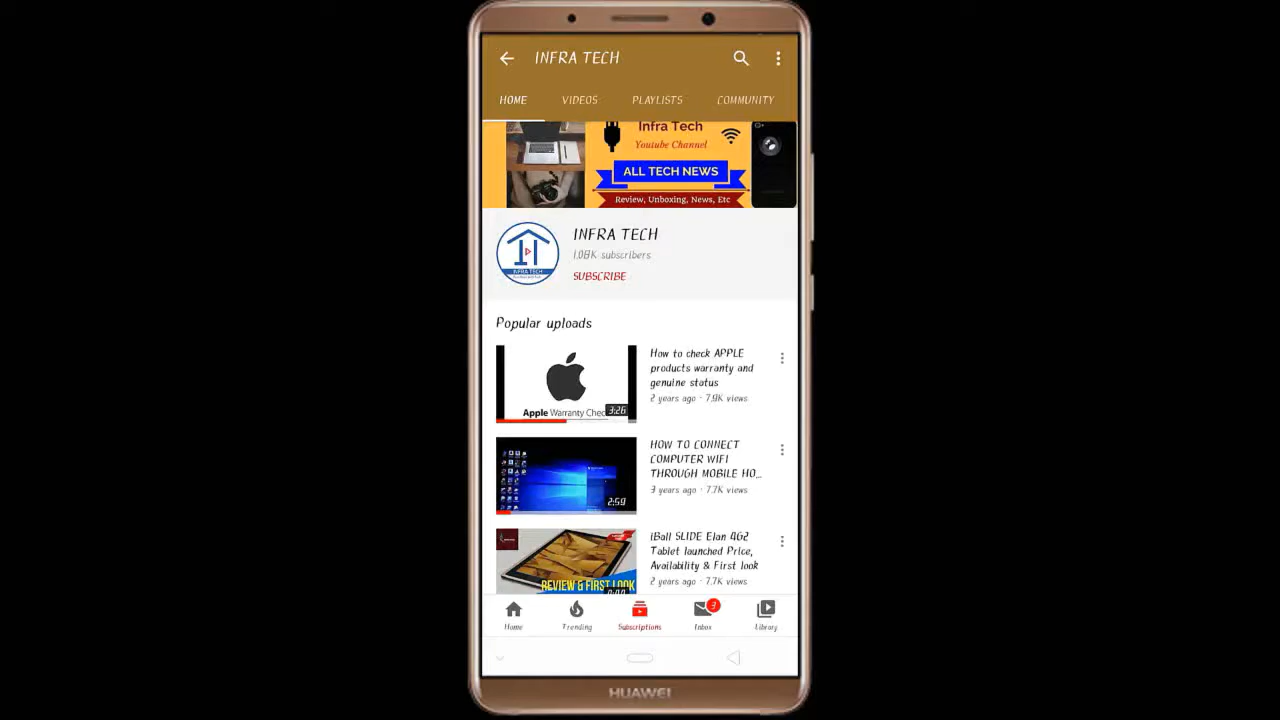 INFRA TECH
HOME VIDEOS PLAYLISTS COMMUNITY
Infra Tech
Youtube Channel
ALL TECH NEWS
Review, Unboxing, News, Etc
INFRA TECH
INFRA TECH
1.08K subscribers
SUBSCRIBE
Popular uploads
Apple Warranty Chec
3:26
How to check APPLE
products warranty and
genuine status
2 years ago · 7.9K views
2:59
HOW TO CONNECT
COMPUTER WIFI
THROUGH MOBILE HO...
3 years ago · 7.7K views
REVIEW & FIRST LOOK
iBall SLIDE Elan 4G2
Tablet launched Price,
Availability & First look
2 years ago · 7.7K views
3
Home Trending Subscriptions Inbox Library
HUAWEI